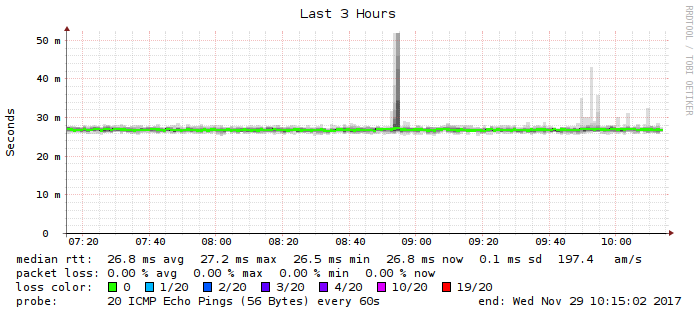 Last 3 Hours
RRDTOOL / TOBI OETIKER
Seconds
50 m
40 m
30 m
20 m
10 m
0
07:20 07:40 08:00 08:20 08:40 09:00 09:20 09:40 10:00
median rtt: 26.8 ms avg 27.2 ms max 26.5 ms min 26.8 ms now 0.1 ms sd 197.4 am/s
packet loss: 0.00 % avg 0.00 % max 0.00 % min 0.00 % now
loss color: 0 1/20 2/20 3/20 4/20 10/20 19/20
probe: 20 ICMP Echo Pings (56 Bytes) every 60s end: Wed Nov 29 10:15:02 2017